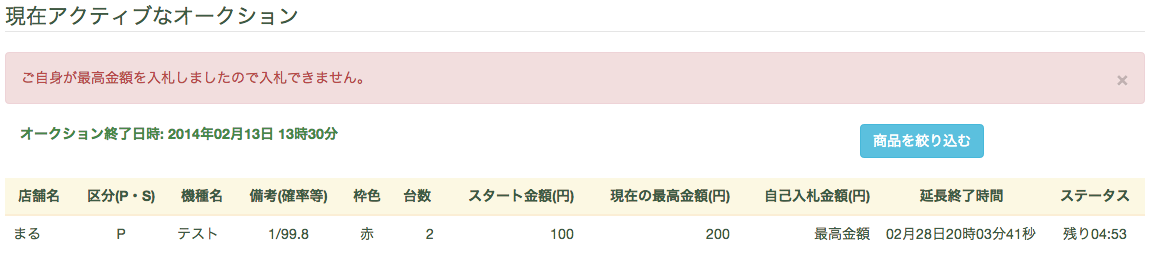 現在アクティブなオークション
ご自身が最高金額を入札しましたので入札できません。 ×
オークション終了日時: 2014年02月13日 13時30分 商品を絞り込む
店舗名 区分(P・S) 機種名 備考(確率等) 枠色 台数 スタート金額(円) 現在の最高金額(円) 自己入札金額(円) 延長終了時間 ステータス
まる P テスト 1/99.8 赤 2 100 200 最高金額 02月28日20時03分41秒 残り04:53